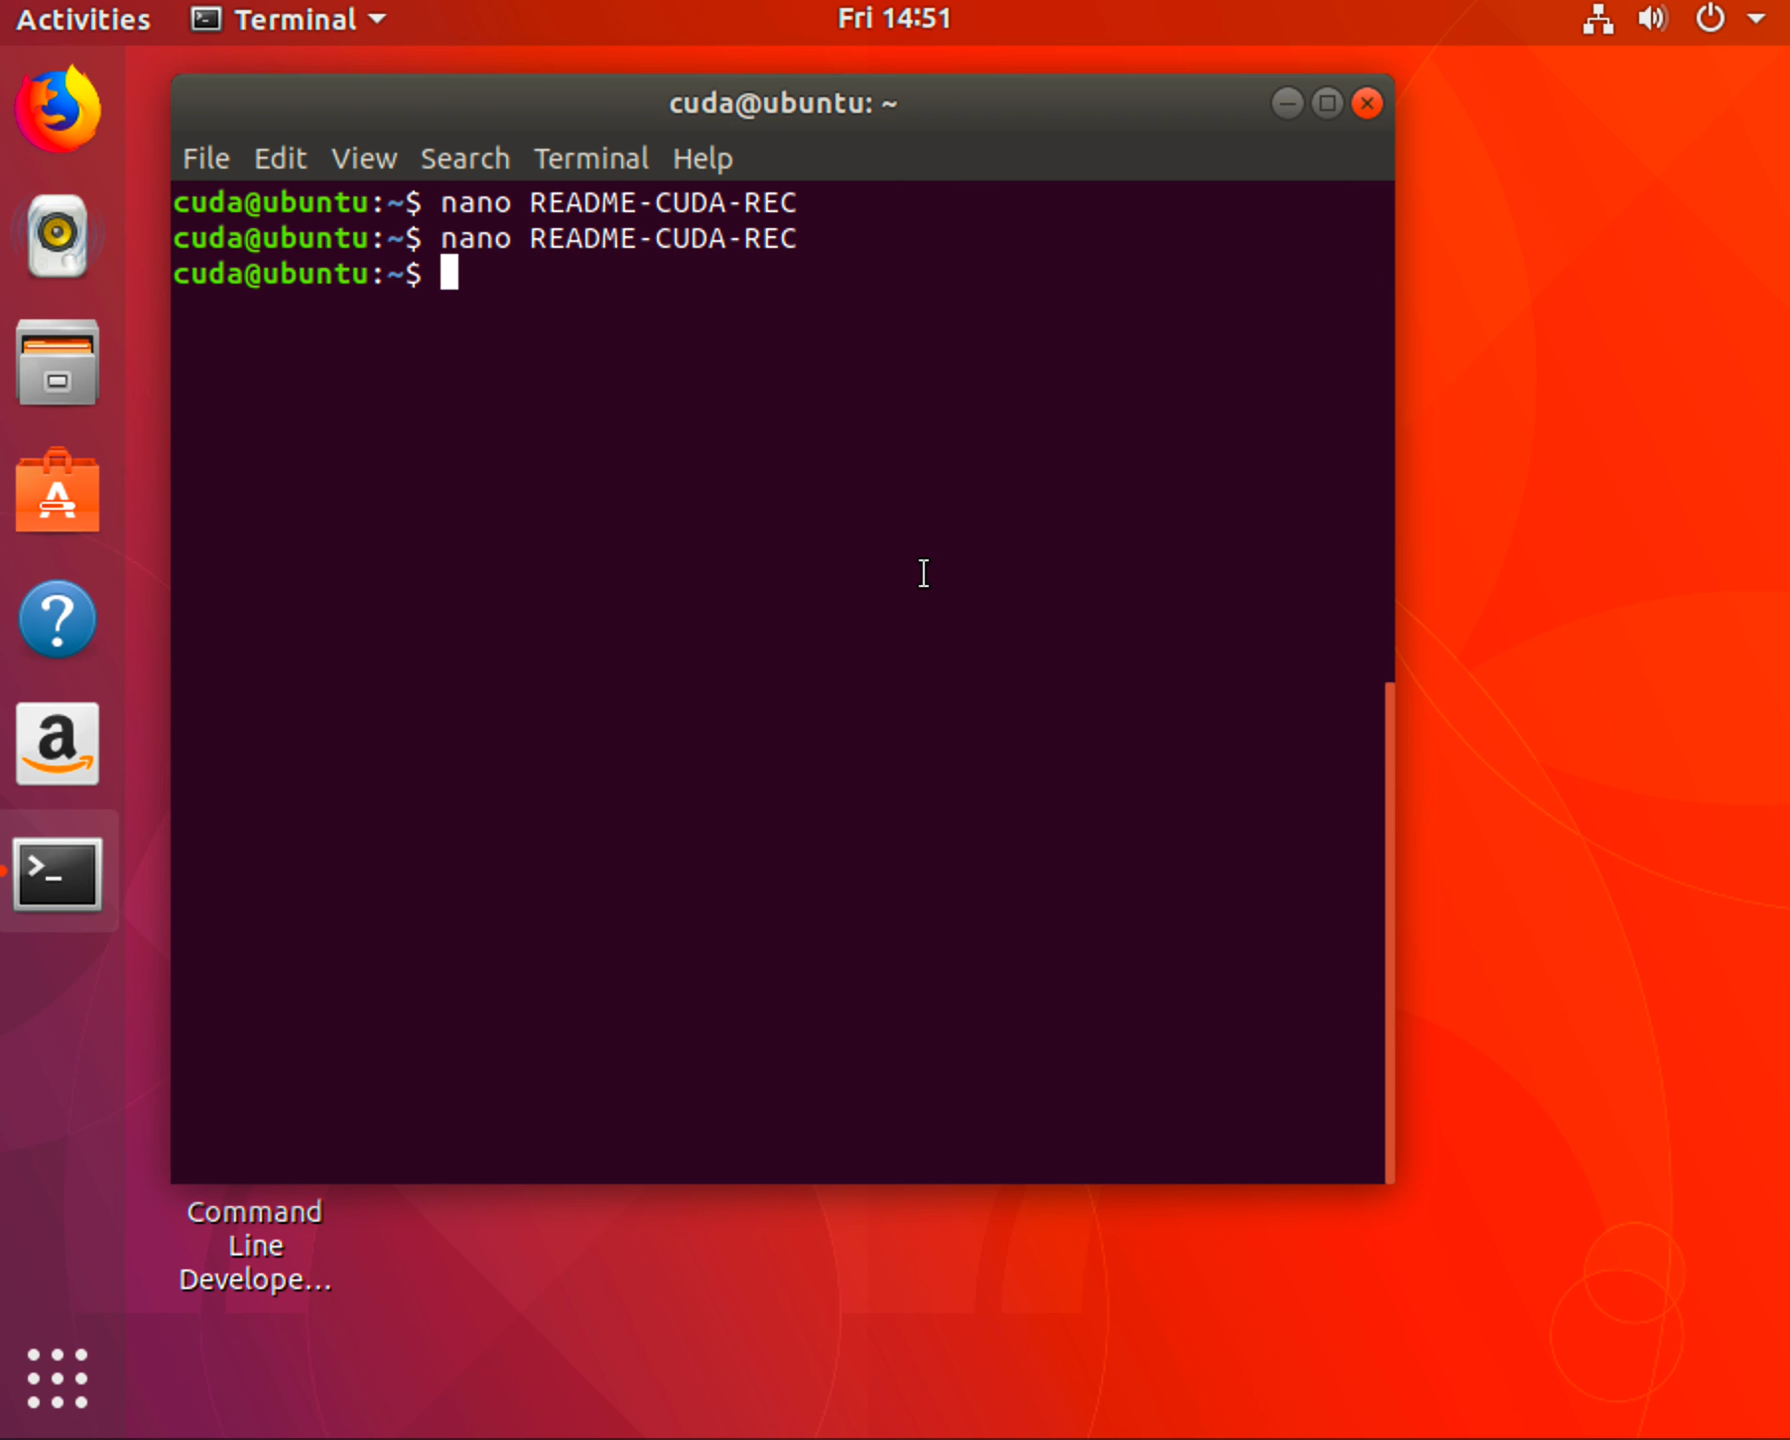 Activities Terminal Fri 14:51
cuda@ubuntu: ~
File Edit View Search Terminal Help
cuda@ubuntu:~$ nano README-CUDA-REC
cuda@ubuntu:~$ nano README-CUDA-REC
cuda@ubuntu:~$
Command
Line
Develope...